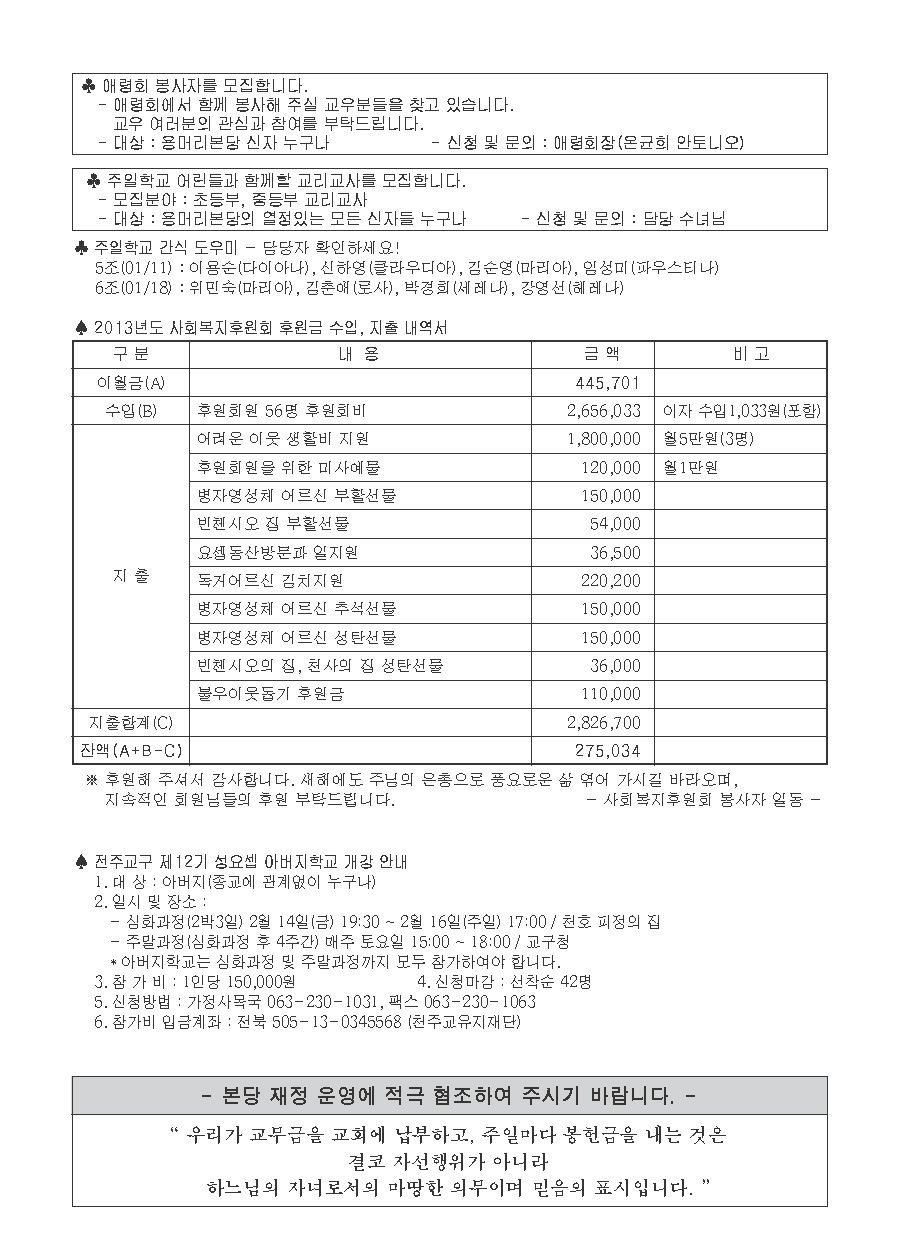 ♣ 애령회 봉사자를 모집합니다.
- 애령회에서 함께 봉사해 주실 교우분들을 찾고 있습니다.
교우 여러분의 관심과 참여를 부탁드립니다.
- 대상 : 용머리본당 신자 누구나 - 신청 및 문의 : 애령회장(온균희 안토니오)
♣ 주일학교 어린들과 함께할 교리교사를 모집합니다.
- 모집분야 : 초등부, 중등부 교리교사
- 대상 : 용머리본당의 열정있는 모든 신자들 누구나 - 신청 및 문의 : 담당 수녀님
♣ 주일학교 간식 도우미 - 담당자 확인하세요!
5조(01/11) : 이용순(다이아나), 신하영(클라우디아), 김순영(마리아), 임성미(파우스티나)
6조(01/18) : 위민숙(마리아), 김춘애(로사), 박경희(세레나), 강영선(헤레나)
♠ 2013년도 사회복지후원회 후원금 수입, 지출 내역서
구 분 내 용 금 액 비 고
이월금(A) 445,701
수입(B) 후원회원 56명 후원회비 2,656,033 이자 수입1,033원(포함)
지 출
어려운 이웃 생활비 지원 1,800,000 월5만원(3명)
후원회원을 위한 미사예물 120,000 월1만원
병자영성체 어르신 부활선물 150,000
빈첸시오 집 부활선물 54,000
요셉동산방분과 일지원 36,500
독거어르신 김치지원 220,200
병자영성체 어르신 추석선물 150,000
병자영성체 어르신 성탄선물 150,000
빈첸시오의 집, 천사의 집 성탄선물 36,000
불우이웃돕기 후원금 110,000
지출합계(C) 2,826,700
잔액(A+B-C) 275,034
※ 후원해 주셔서 감사합니다. 새해에도 주님의 은총으로 풍요로운 삶 엮어 가시길 바라오며,
지속적인 회원님들의 후원 부탁드립니다. - 사회복지후원회 봉사자 일동 -
♠ 전주교구 제12기 성요셉 아버지학교 개강 안내
1. 대 상 : 아버지(종교에 관계없이 누구나)
2. 일시 및 장소 :
- 심화과정(2박3일) 2월 14일(금) 19:30 ~ 2월 16일(주일) 17:00 / 천호 피정의 집
- 주말과정(심화과정 후 4주간) 매주 토요일 15:00 ~ 18:00 / 교구청
* 아버지학교는 심화과정 및 주말과정까지 모두 참가하여야 합니다.
3. 참 가 비 : 1인당 150,000원 4. 신청마감 : 선착순 42명
5. 신청방법 : 가정사목국 063-230-1031, 팩스 063-230-1063
6. 참가비 입금계좌 : 전북 505-13-0345568 (천주교유지재단)
- 본당 재정 운영에 적극 협조하여 주시기 바랍니다. -
“ 우리가 교무금을 교회에 납부하고, 주일마다 봉헌금을 내는 것은
결코 자선행위가 아니라
하느님의 자녀로서의 마땅한 의무이며 믿음의 표시입니다. ”